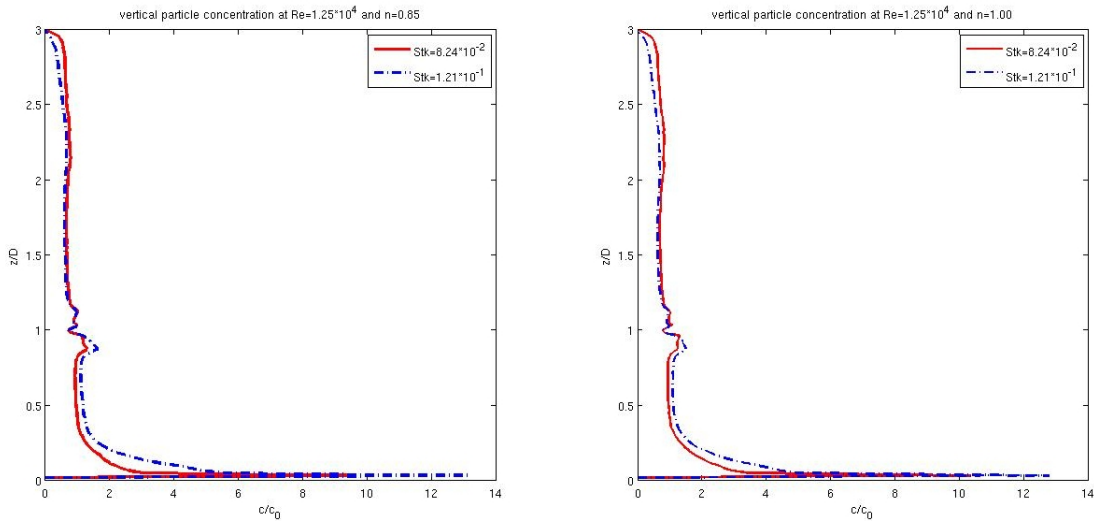 vertical particle concentration at Re=1.25*10^4 and n=0.85
Stk=8.24*10^-2
Stk=1.21*10^-1
3
2.5
2
1.5
1
0.5
0
z/D
0 2 4 6 8 10 12 14
c/c_0
vertical particle concentration at Re=1.25*10^4 and n=1.00
Stk=8.24*10^-2
Stk=1.21*10^-1
3
2.5
2
1.5
1
0.5
0
z/D
0 2 4 6 8 10 12 14
c/c_0